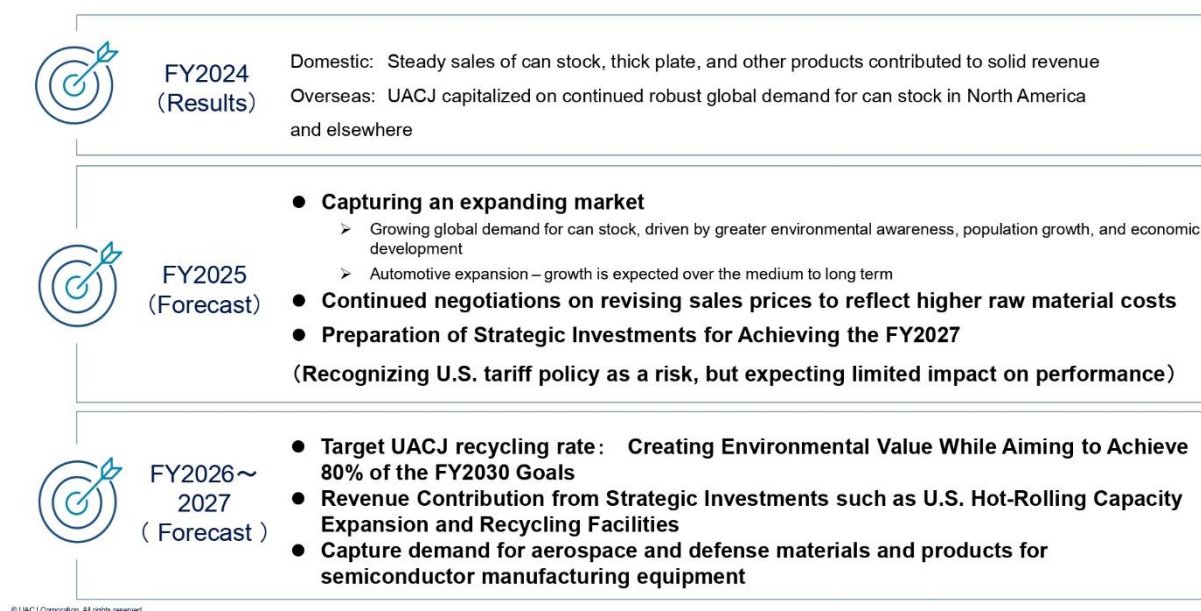 FY2024
（Results）
Domestic: Steady sales of can stock, thick plate, and other products contributed to solid revenue
Overseas: UACJ capitalized on continued robust global demand for can stock in North America
and elsewhere
FY2025
（Forecast）
● Capturing an expanding market
➢ Growing global demand for can stock, driven by greater environmental awareness, population growth, and economic
development
➢ Automotive expansion – growth is expected over the medium to long term
● Continued negotiations on revising sales prices to reflect higher raw material costs
● Preparation of Strategic Investments for Achieving the FY2027
（Recognizing U.S. tariff policy as a risk, but expecting limited impact on performance）
FY2026～
2027
（ Forecast ）
● Target UACJ recycling rate： Creating Environmental Value While Aiming to Achieve
80% of the FY2030 Goals
● Revenue Contribution from Strategic Investments such as U.S. Hot-Rolling Capacity
Expansion and Recycling Facilities
● Capture demand for aerospace and defense materials and products for
semiconductor manufacturing equipment
© UACJ Corporation. All rights reserved.